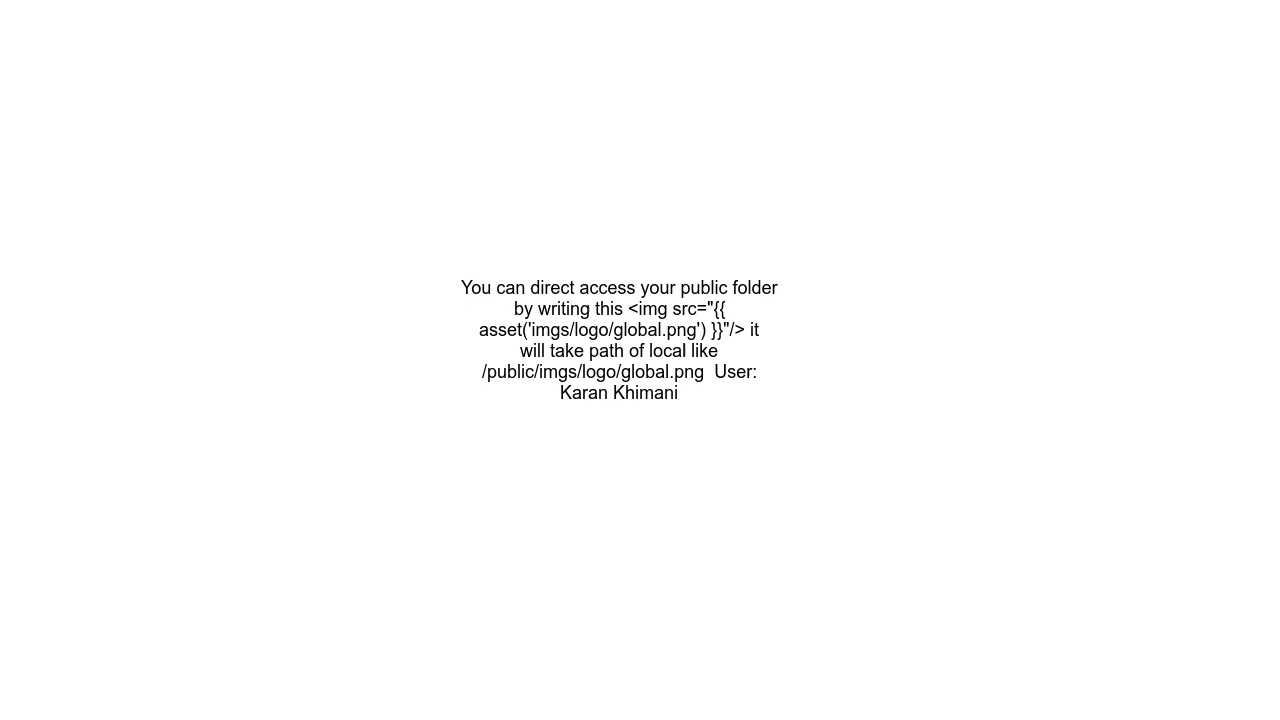 You can direct access your public folder
by writing this <img src="{{
asset('imgs/logo/global.png') }}"/> it
will take path of local like
/public/imgs/logo/global.png  User:
Karan Khimani